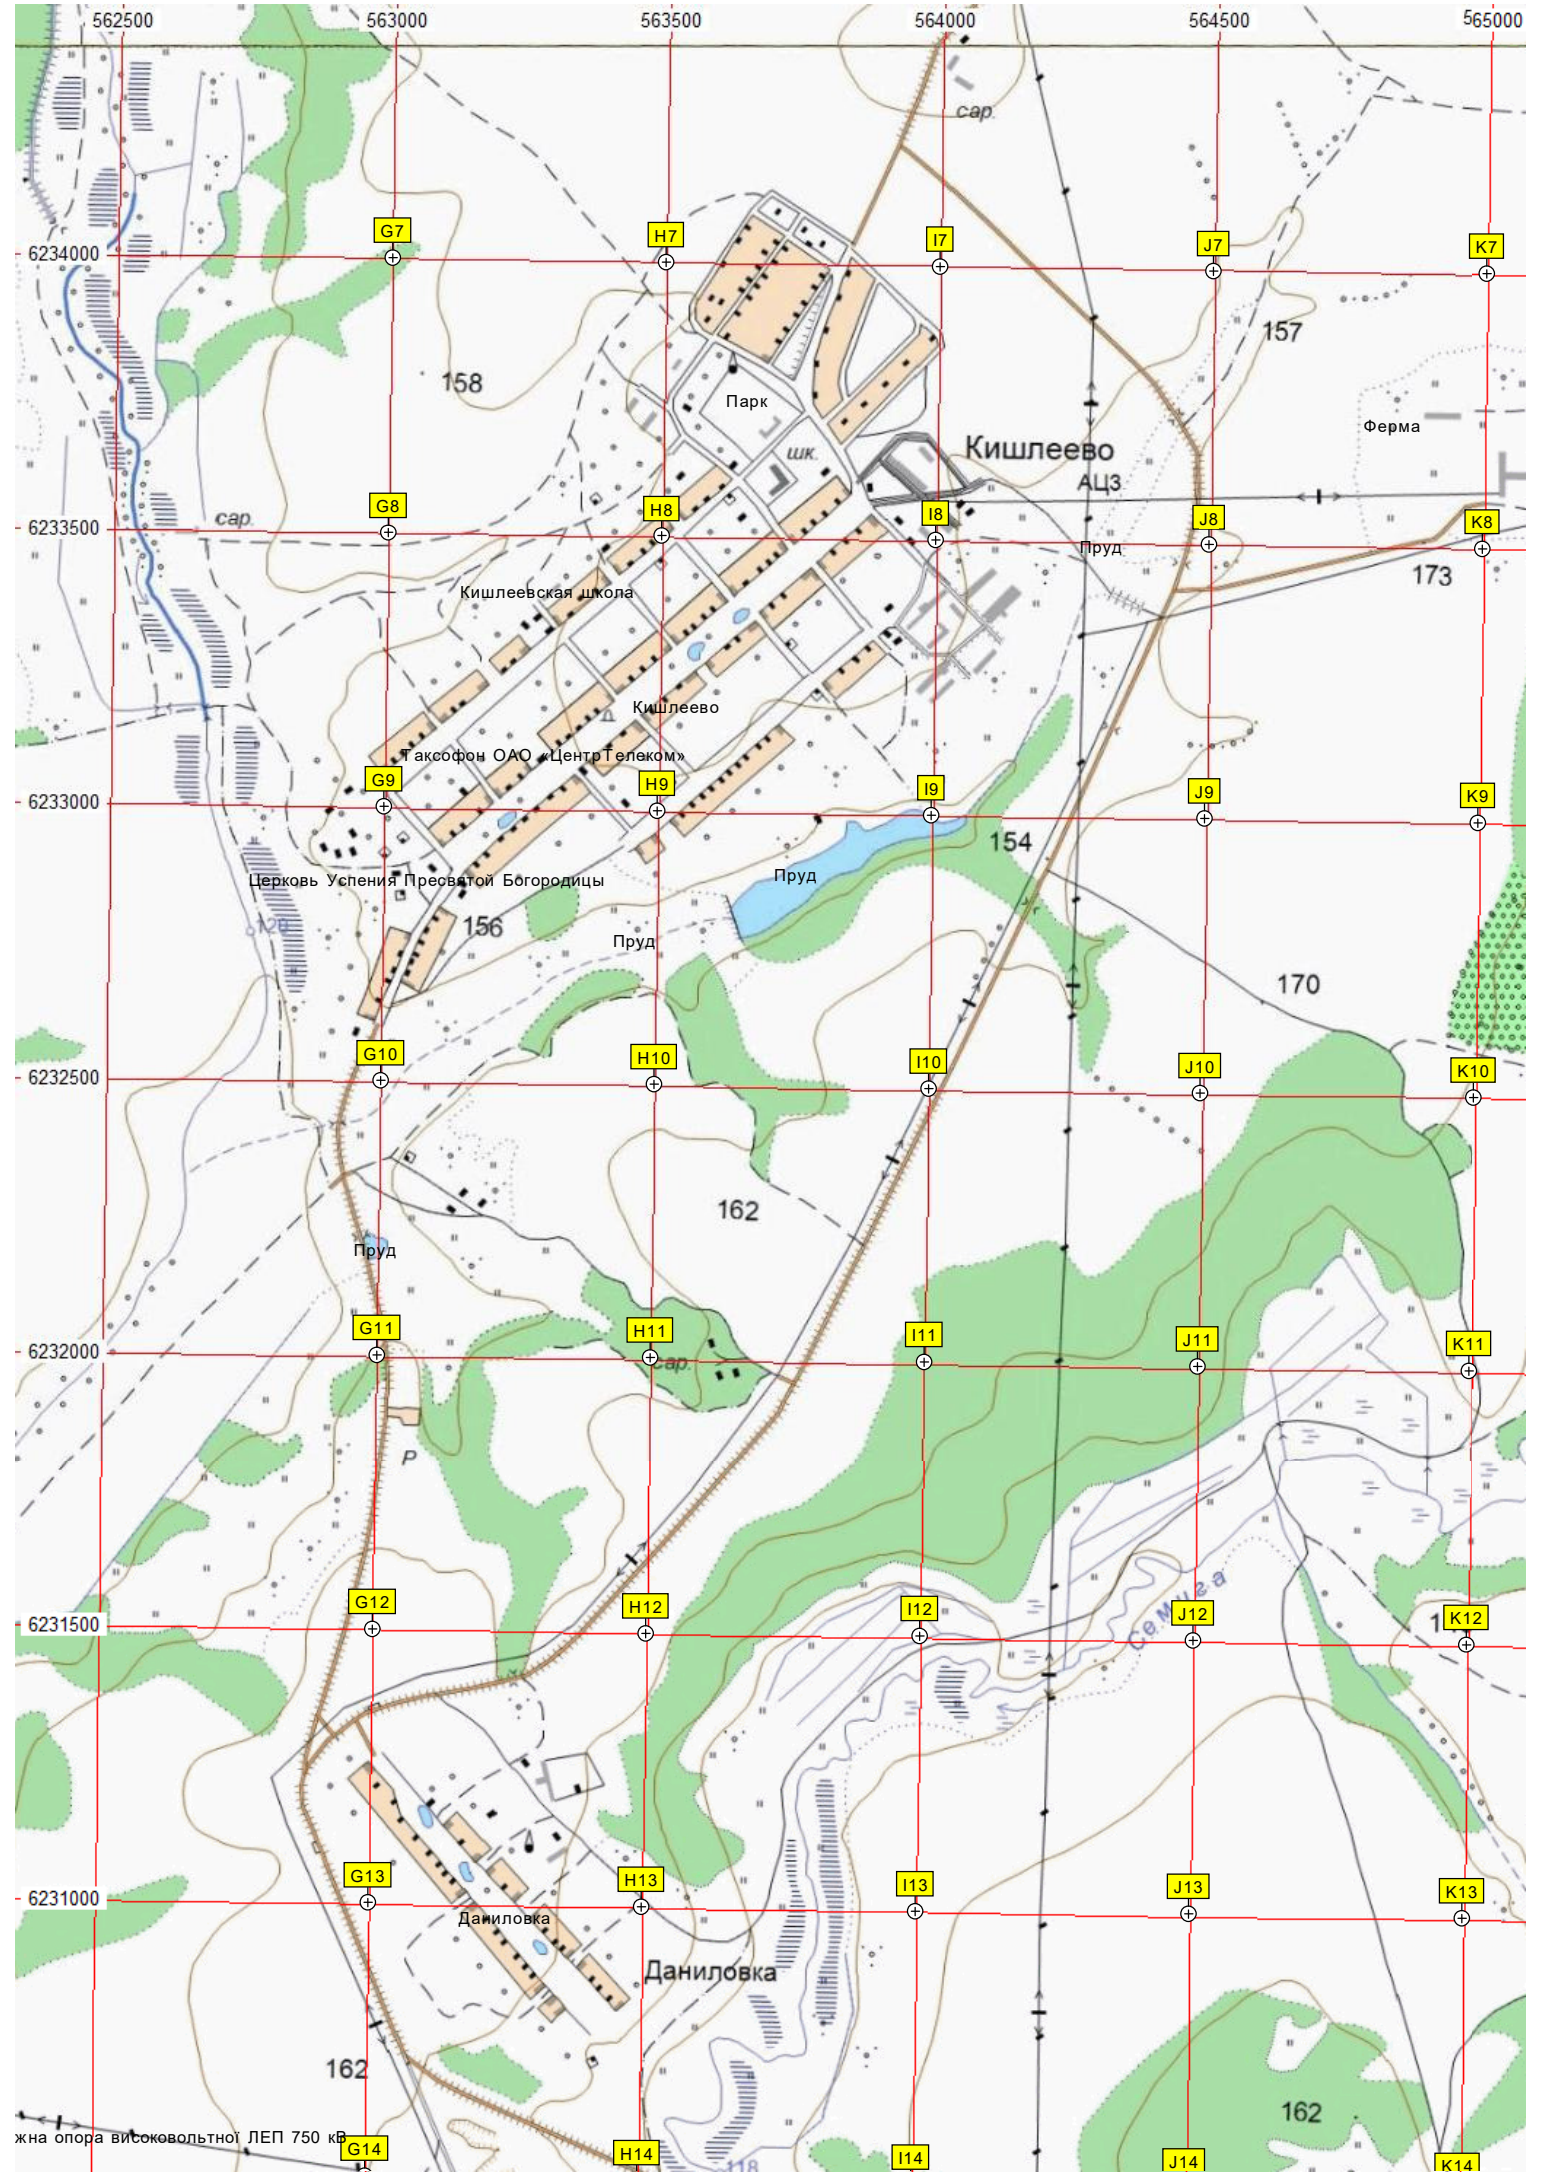 562500 563000 563500 564000 564500 565000
сар.
G7 H7 I7 J7 K7
6234000
157
158
Парк
Ферма
шк.
Кишлеево
АЦЗ
G8 H8 I8 J8 K8
6233500
сар.
Пруд
173
Кишлеевская школа
Кишлеево
Таксофон ОАО «ЦентрТелеком»
G9 H9 I9 J9 K9
6233000
154
Пруд
Церковь Успения Пресвятой Богородицы
120
156
Пруд
170
G10 H10 I10 J10 K10
6232500
162
Пруд
G11 H11 I11 J11 K11
6232000
сар.
Р
Семига
G12 H12 I12 J12 K12
6231500
G13 H13 I13 J13 K13
6231000
Даниловка
Даниловка
162
162
жна опора високовольтної ЛЕП 750 кВ
G14 H14 I14 J14 K14
118